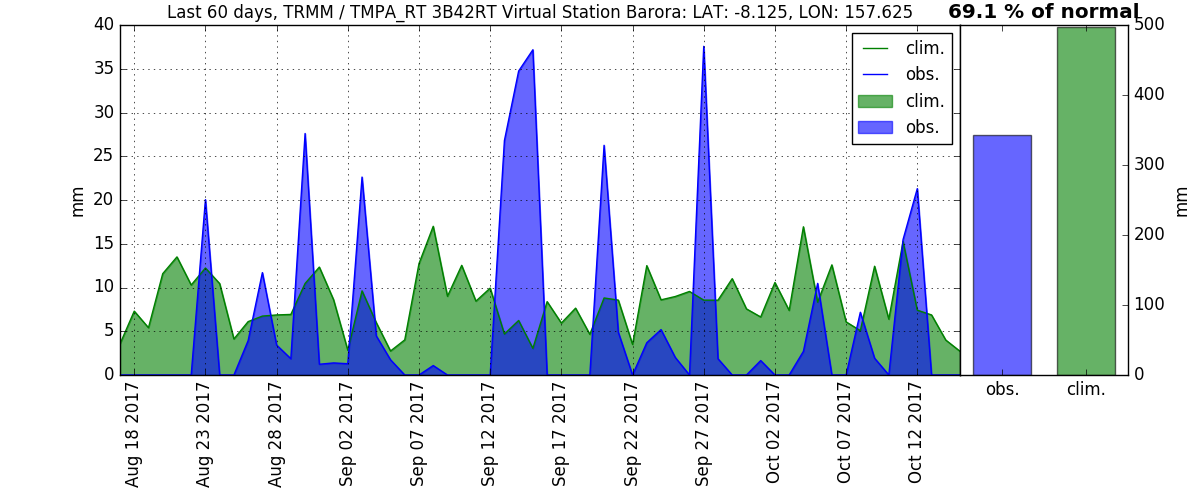 Last 60 days, TRMM / TMPA_RT 3B42RT Virtual Station Barora: LAT: -8.125, LON: 157.625
69.1 % of normal
40
35
30
25
20
15
10
5
0
mm
clim.
obs.
clim.
obs.
500
400
300
200
100
0
mm
obs.
clim.
Aug 18 2017
Aug 23 2017
Aug 28 2017
Sep 02 2017
Sep 07 2017
Sep 12 2017
Sep 17 2017
Sep 22 2017
Sep 27 2017
Oct 02 2017
Oct 07 2017
Oct 12 2017